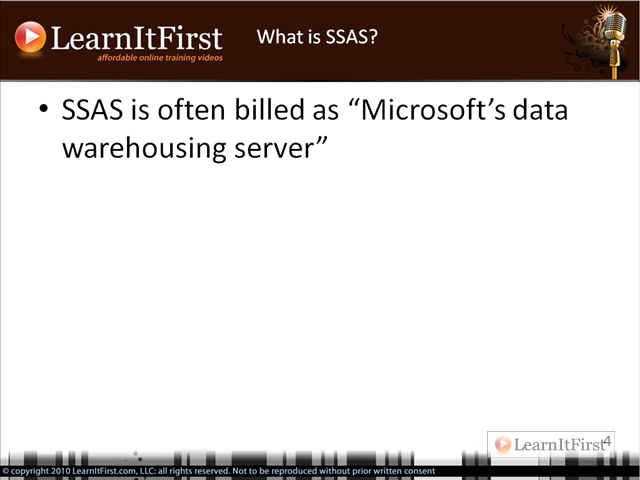 LearnItFirst
affordable online training videos
What is SSAS?
• SSAS is often billed as “Microsoft’s data
warehousing server”
LearnItFirst
4
© copyright 2010 LearnItFirst.com, LLC: all rights reserved. Not to be reproduced without prior written consent